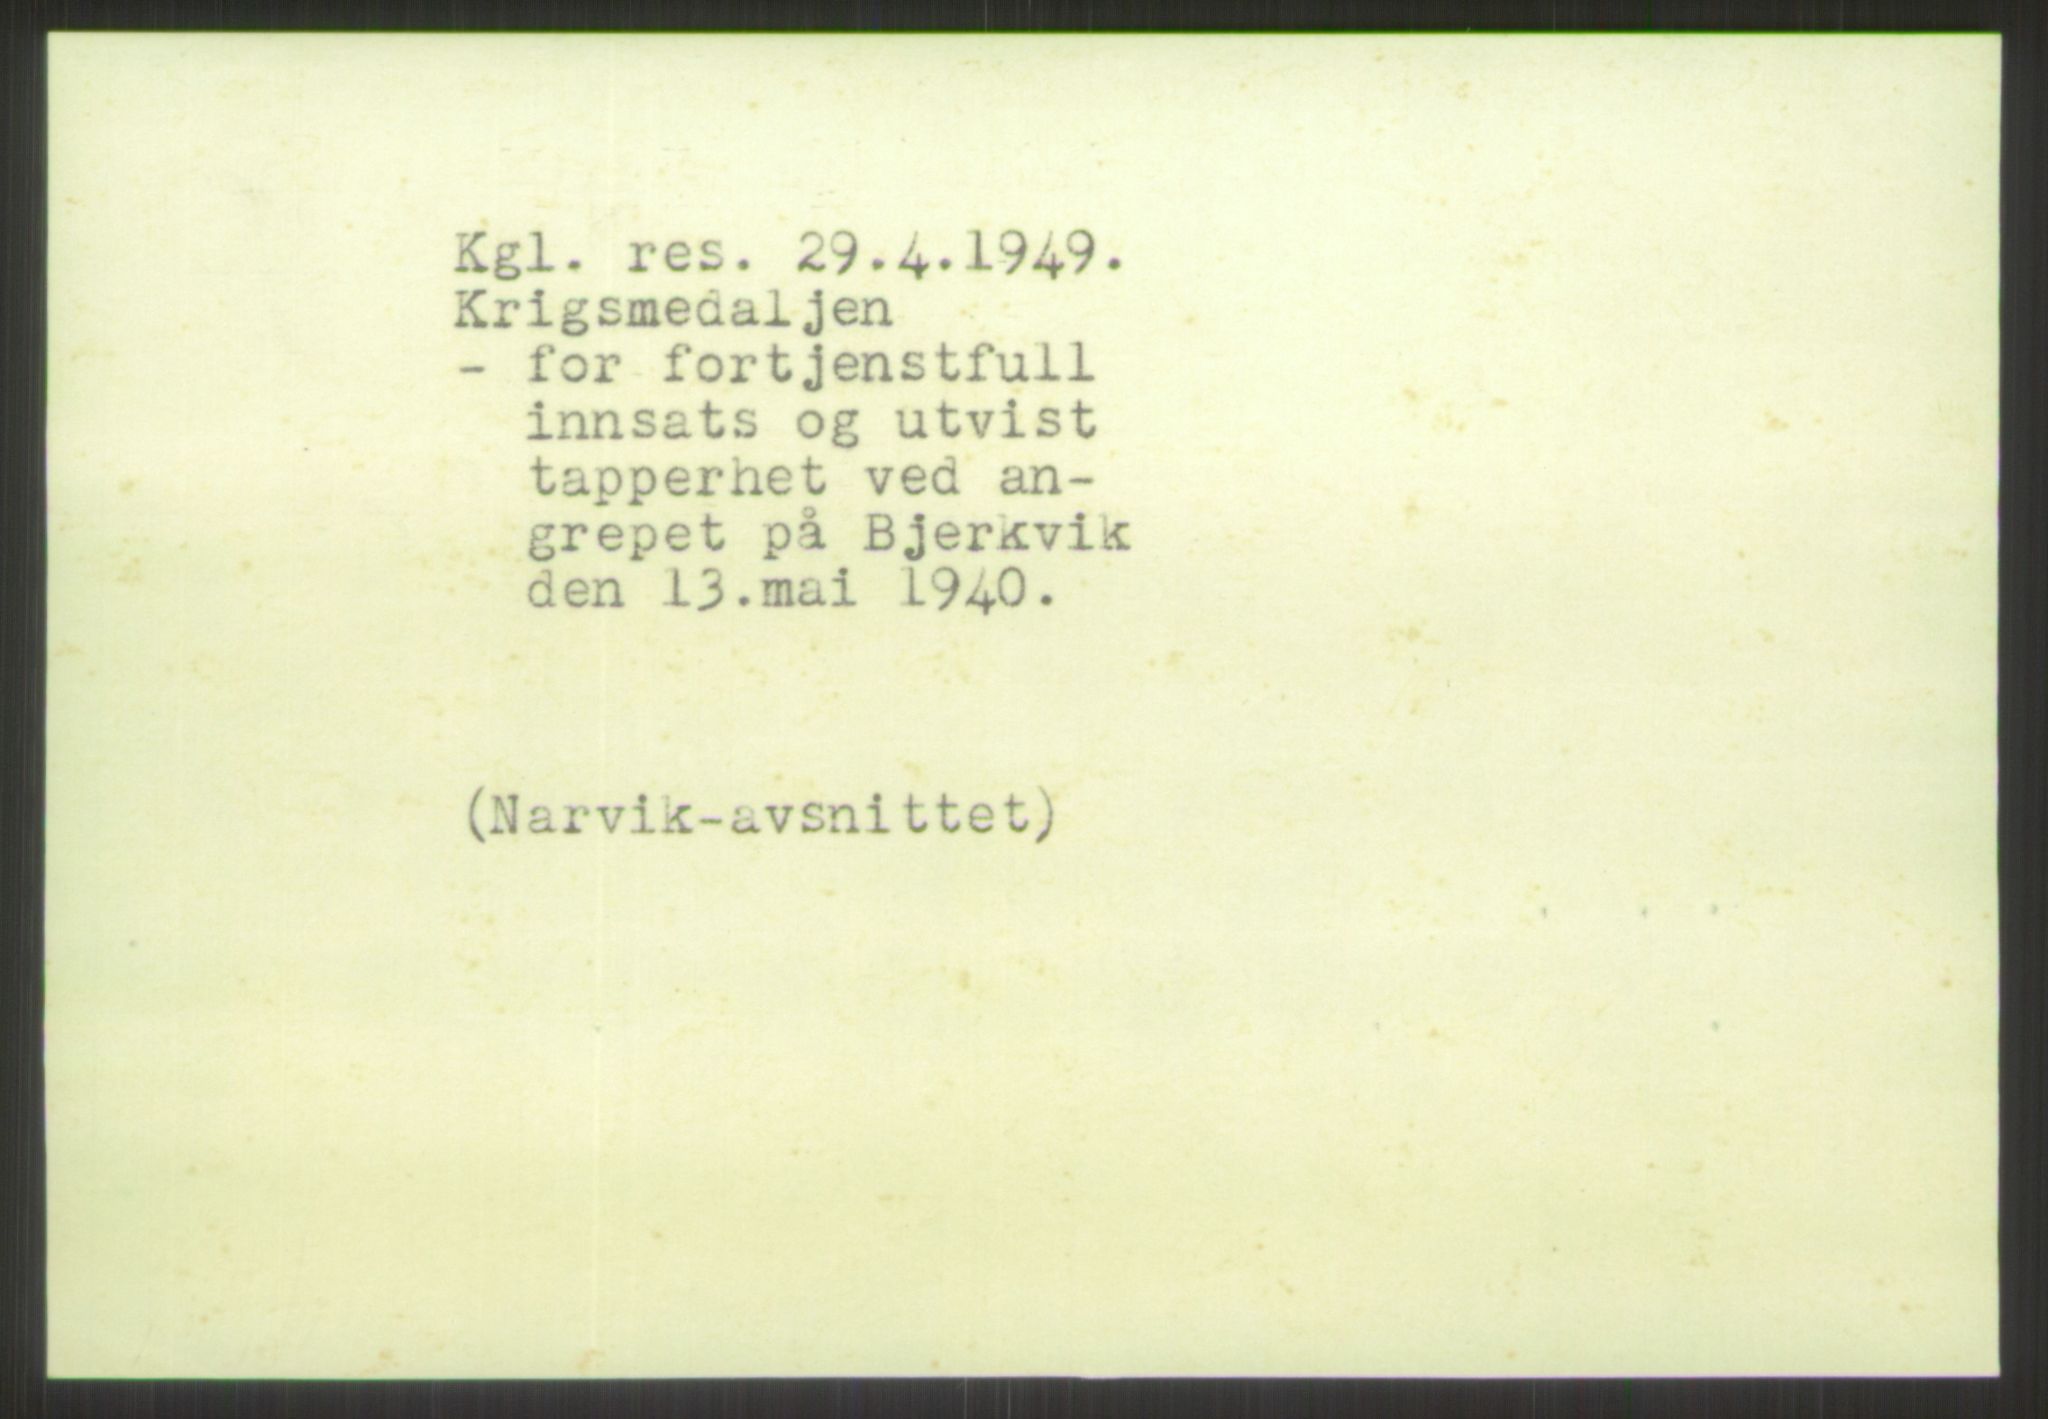 Kgl. res. 29.4.1949.
Krigsmedaljen
- for fortjenstfull
innsats og utvist
tapperhet ved an-
grepet på Bjerkvik
den 13.mai 1940.
(Narvik-avsnittet)